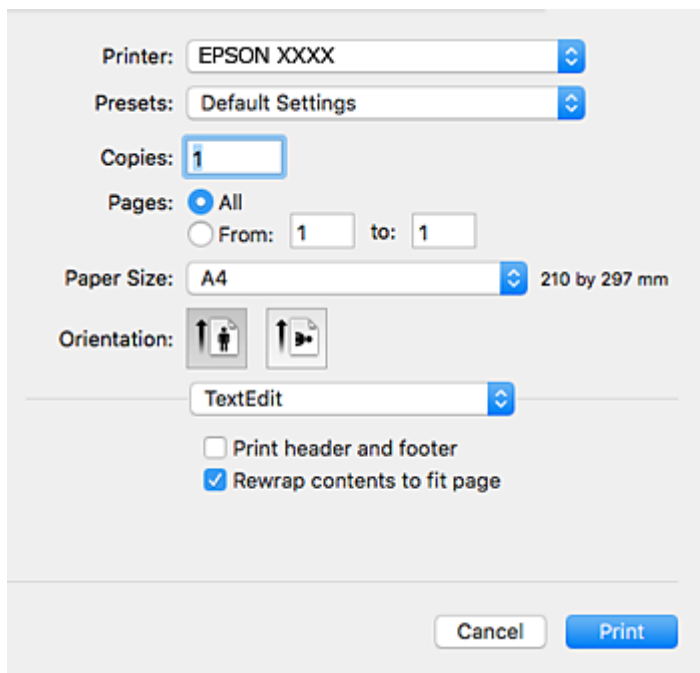 Printer: EPSON XXXX
Presets: Default Settings
Copies: 1
Pages: All
From: 1 to: 1
Paper Size: A4 210 by 297 mm
Orientation:
TextEdit
Print header and footer
Rewrap contents to fit page
Cancel Print